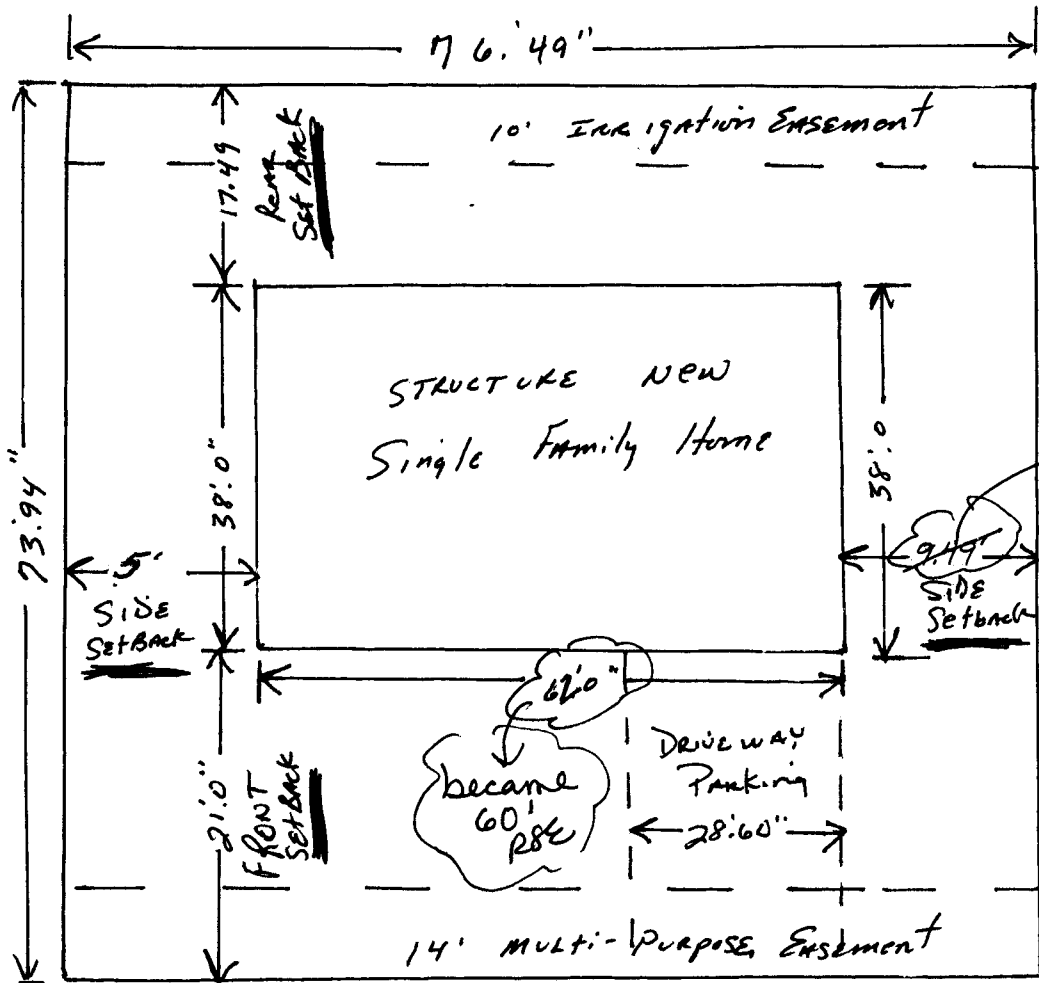 76.'49"
10' Irrigation Easement
17.49
Rear
Set Back
73.'94"
38'.0"
STRUCTURE New
Single Family Home
38'.0
5'
SIDE
SetBack
9.49'
SIDE
Setback
62'.0"
became
60'
Driveway
Parking
28'60"
21'.0"
FRONT
SetBack
14' Multi-Purpose Easement